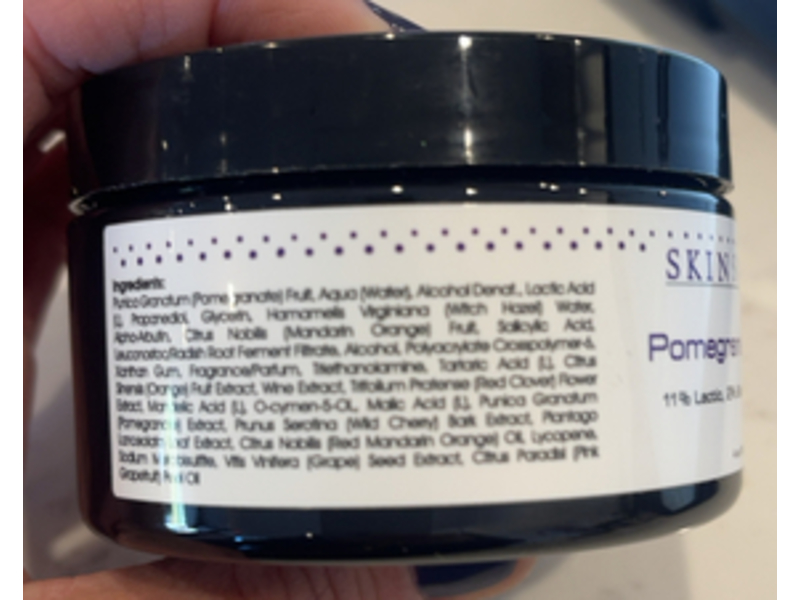 Ingredients:
Punica Granatum (Pomegranate) Fruit, Aqua (Water), Alcohol Denat., Lactic Acid
(L), Propanediol, Glycerin, Hamamelis Virginiana (Witch Hazel) Water,
Alpha-Arbutin, Citrus Nobilis (Mandarin Orange) Fruit, Salicylic Acid,
Leuconostoc/Radish Root Ferment Filtrate, Alcohol, Polyacrylate Crosspolymer-6,
Xanthan Gum, Fragrance/Parfum, Triethanolamine, Tartaric Acid (L), Citrus
Sinensis (Orange) Fruit Extract, Wine Extract, Trifolium Pratense (Red Clover) Flower
Extract, Mandelic Acid (L), O-cymen-5-OL, Malic Acid (L), Punica Granatum
(Pomegranate) Extract, Prunus Serotina (Wild Cherry) Bark Extract, Plantago
Lanceolata Leaf Extract, Citrus Nobilis (Red Mandarin Orange) Oil, Lycopene,
Sodium Metabisulfite, Vitis Vinifera (Grape) Seed Extract, Citrus Paradisi (Pink
Grapefruit) Peel Oil
SKIN
Pomegra
11% Lactic, 2%